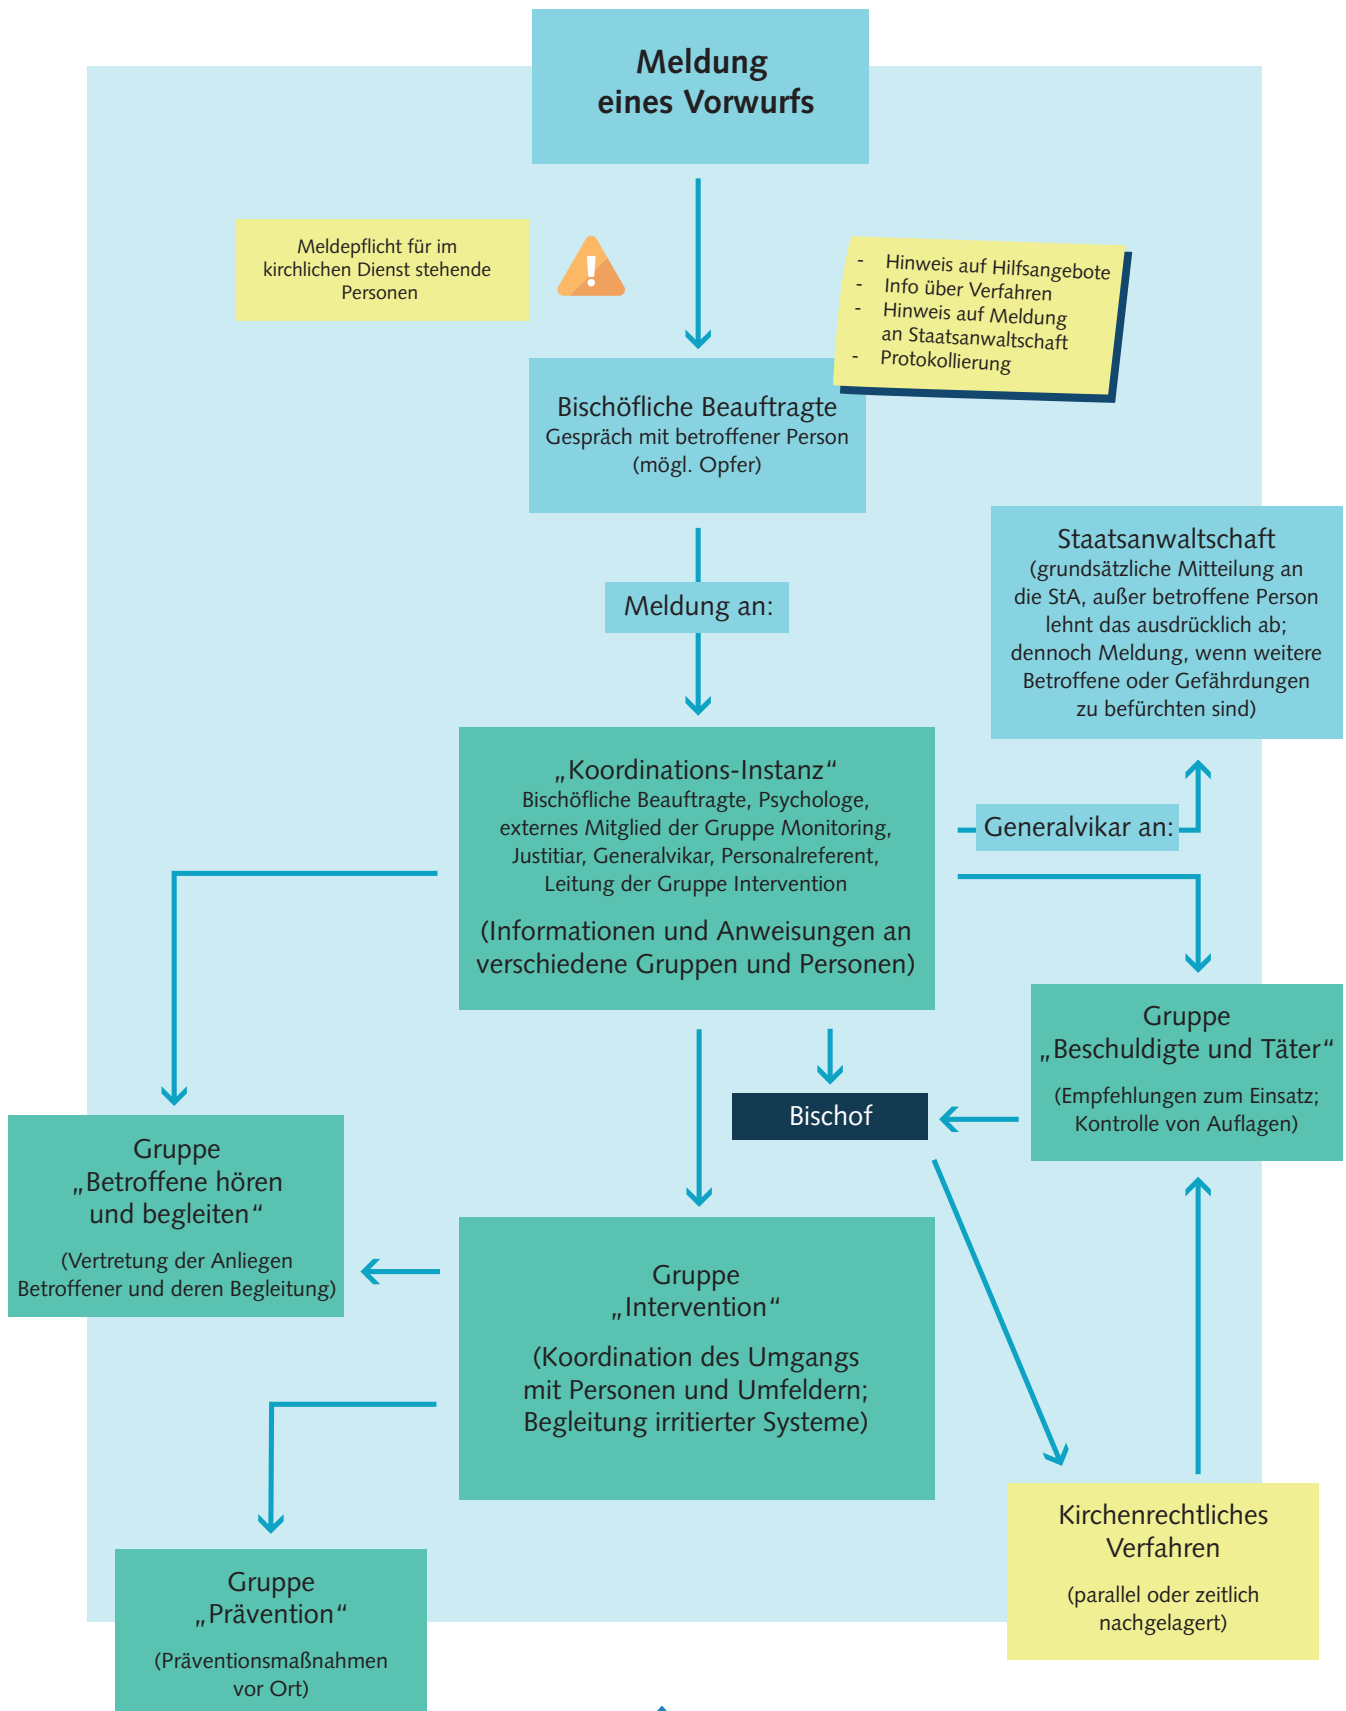 Meldung
eines Vorwurfs
Meldepflicht für im
kirchlichen Dienst stehende
Personen
- Hinweis auf Hilfsangebote
- Info über Verfahren
- Hinweis auf Meldung
an Staatsanwaltschaft
- Protokollierung
Bischöfliche Beauftragte
Gespräch mit betroffener Person
(mögl. Opfer)
Meldung an:
Staatsanwaltschaft
(grundsätzliche Mitteilung an
die StA, außer betroffene Person
lehnt das ausdrücklich ab;
dennoch Meldung, wenn weitere
Betroffene oder Gefährdungen
zu befürchten sind)
„Koordinations-Instanz“
Bischöfliche Beauftragte, Psychologe,
externes Mitglied der Gruppe Monitoring,
Justitiar, Generalvikar, Personalreferent,
Leitung der Gruppe Intervention
(Informationen und Anweisungen an
verschiedene Gruppen und Personen)
Generalvikar an:
Gruppe
„Beschuldigte und Täter“
(Empfehlungen zum Einsatz;
Kontrolle von Auflagen)
Bischof
Gruppe
„Betroffene hören
und begleiten“
(Vertretung der Anliegen
Betroffener und deren Begleitung)
Gruppe
„Intervention“
(Koordination des Umgangs
mit Personen und Umfeldern;
Begleitung irritierter Systeme)
Kirchenrechtliches
Verfahren
(parallel oder zeitlich
nachgelagert)
Gruppe
„Prävention“
(Präventionsmaßnahmen
vor Ort)